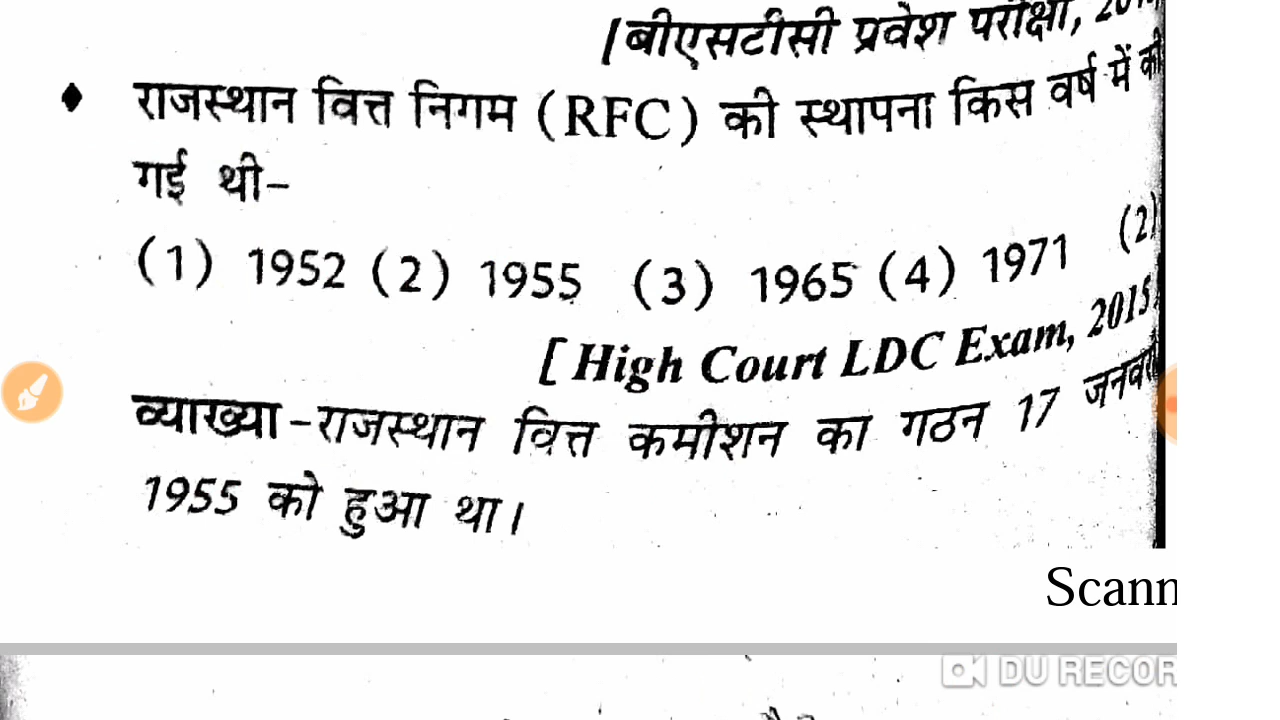 [बीएसटीसी प्रवेश परीक्षा,
♦ राजस्थान वित्त निगम (RFC) की स्थापना किस वर्ष में की
गई थी-
(1) 1952 (2) 1955 (3) 1965 (4) 1971 (2)
[High Court LDC Exam, 2015
व्याख्या-राजस्थान वित्त कमीशन का गठन 17 जनवरी
1955 को हुआ था।
Scann
DU RECOR